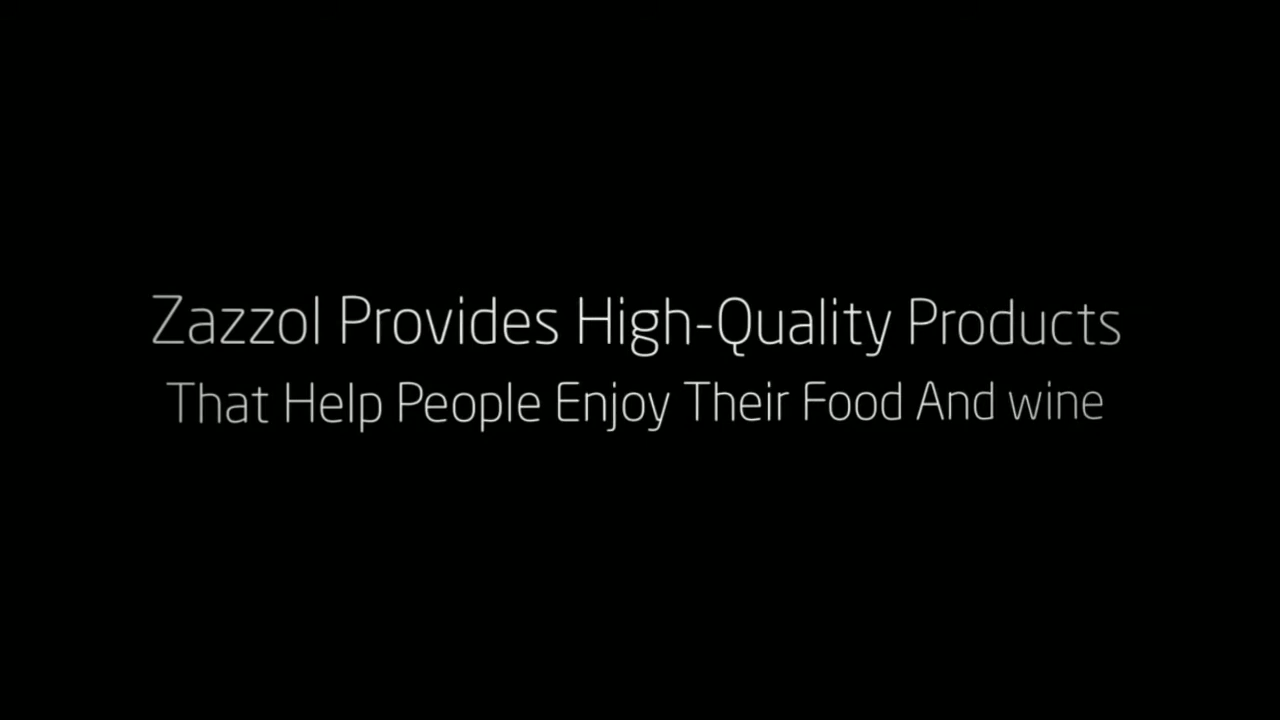 Zazzol Provides High-Quality Products
That Help People Enjoy Their Food And wine